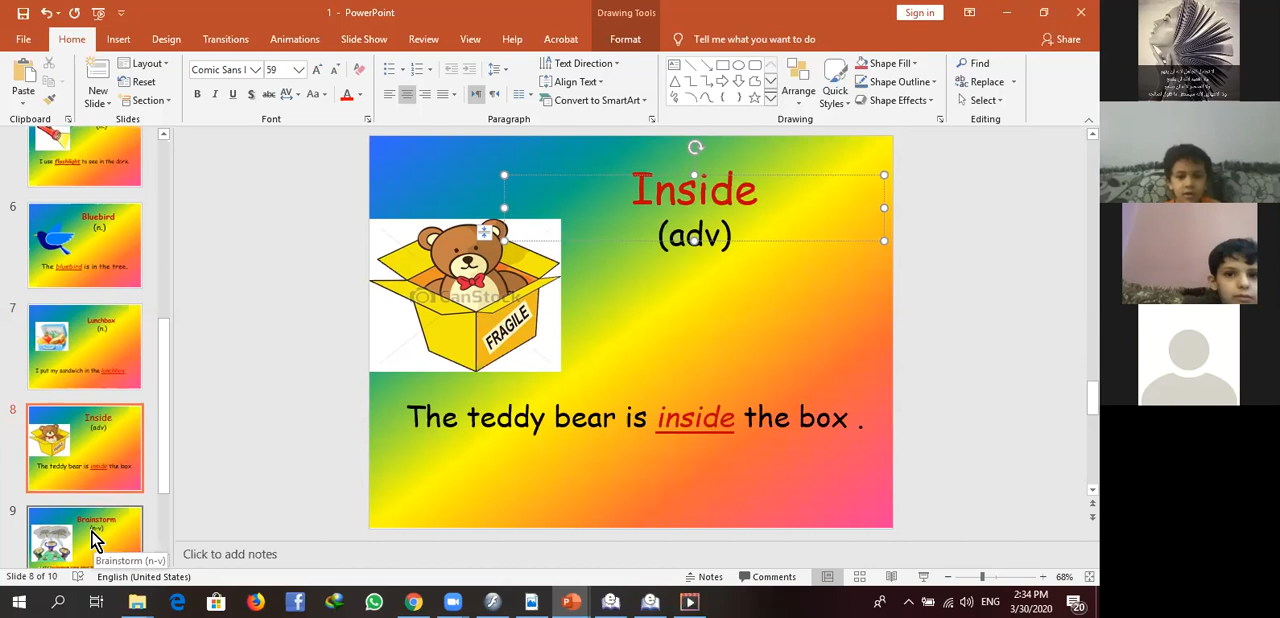 1 - PowerPoint
Drawing Tools
Sign in
File
Home
Insert
Design
Transitions
Animations
Slide Show
Review
View
Help
Acrobat
Format
Tell me what you want to do
Share
Paste
Clipboard
New
Slide
Layout
Reset
Section
Slides
Comic Sans I
59
Font
Text Direction
Align Text
Convert to SmartArt
Paragraph
Arrange
Quick
Styles
Shape Fill
Shape Outline
Shape Effects
Drawing
Find
Replace
Select
Editing
I use flashlight to see in the dark.
6
Bluebird
(n.)
The bluebird is in the tree.
7
Lunchbox
(n.)
I put my sandwich in the lunchbox.
8
Inside
(adv)
The teddy bear is inside the box
9
Brainstorm
(n-v)
Brainstorm (n-v)
Inside
(adv)
CanStock
FRAGILE
The teddy bear is inside the box .
Click to add notes
Slide 8 of 10
English (United States)
Notes
Comments
68%
ENG
2:34 PM
3/30/2020
20